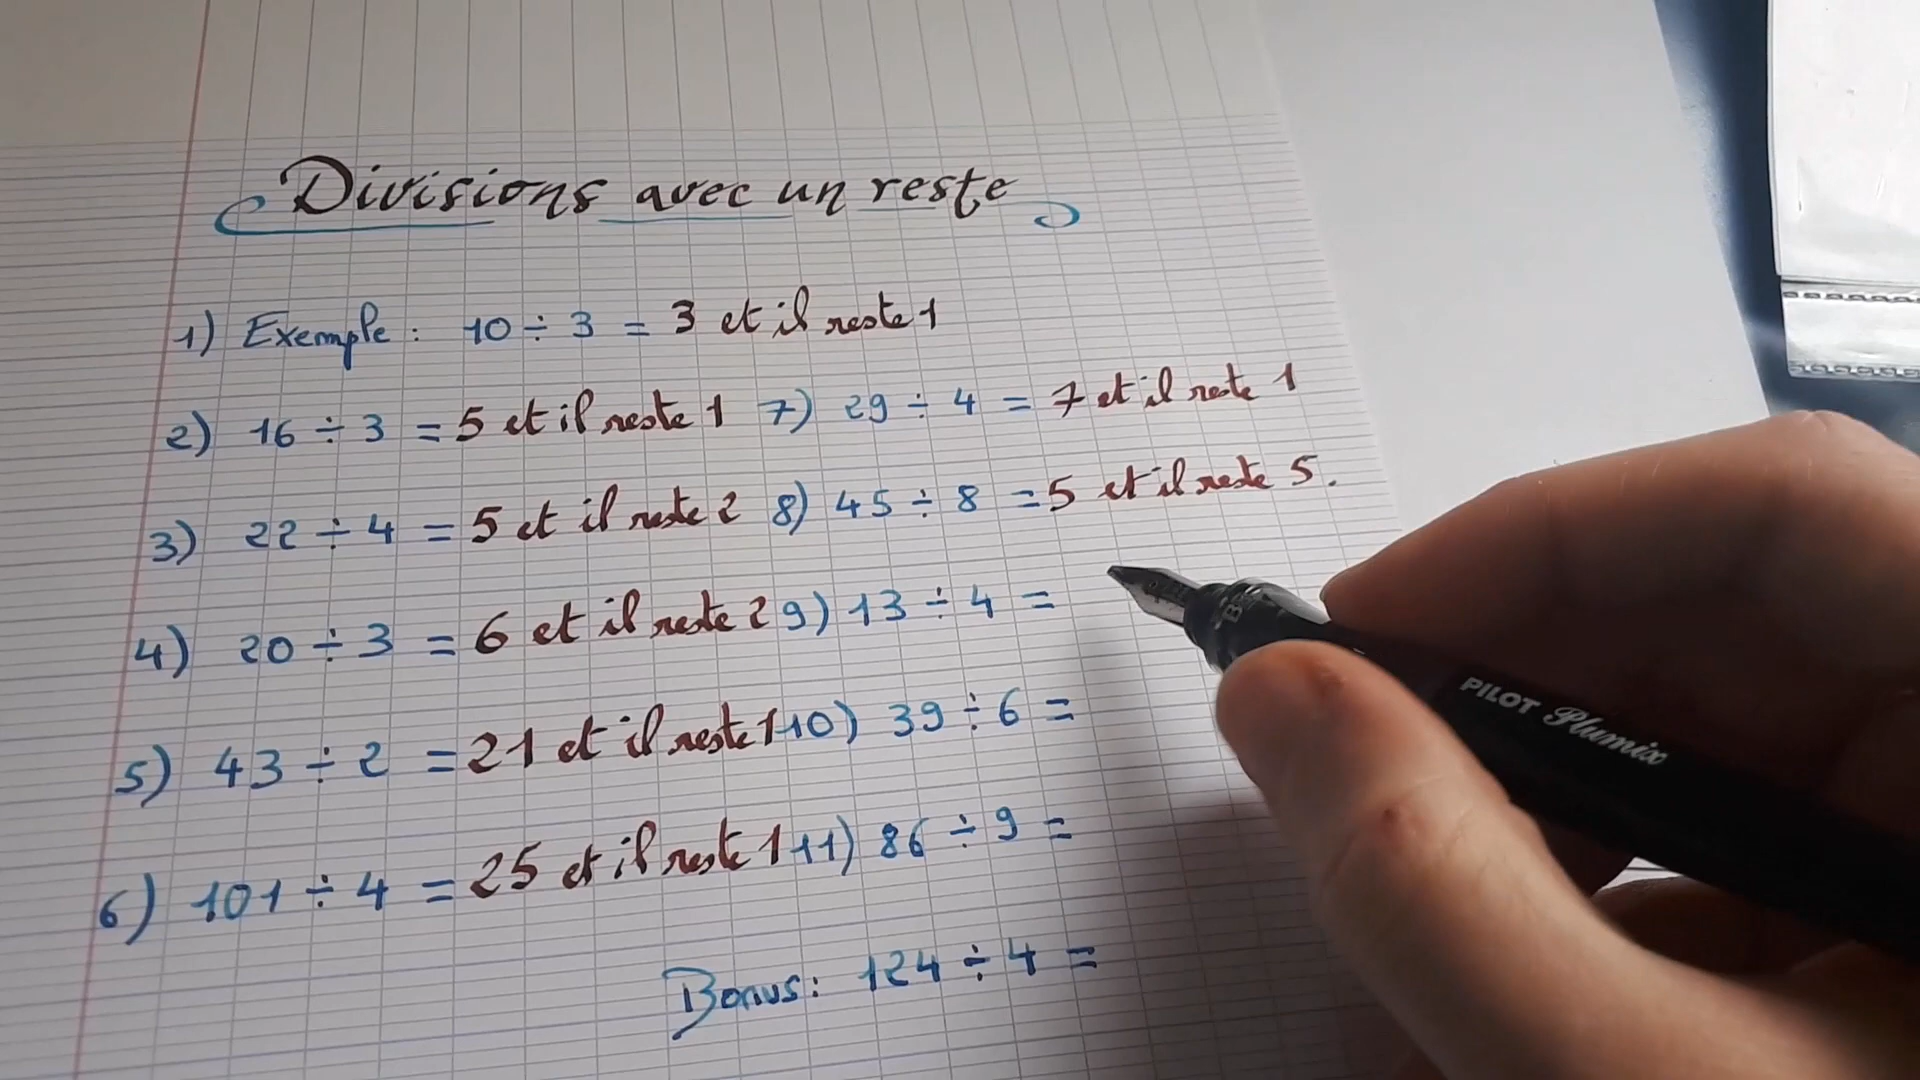 Divisions avec un reste
1) Exemple : 10 ÷ 3 = 3 et il reste 1
2) 16 ÷ 3 = 5 et il reste 1
3) 22 ÷ 4 = 5 et il reste 2
4) 20 ÷ 3 = 6 et il reste 2
5) 43 ÷ 2 = 21 et il reste 1
6) 101 ÷ 4 = 25 et il reste 1
7) 29 ÷ 4 = 7 et il reste 1
8) 45 ÷ 8 = 5 et il reste 5.
9) 13 ÷ 4 =
10) 39 ÷ 6 =
11) 86 ÷ 9 =
Bonus : 124 ÷ 4 =
B
PILOT Plumix